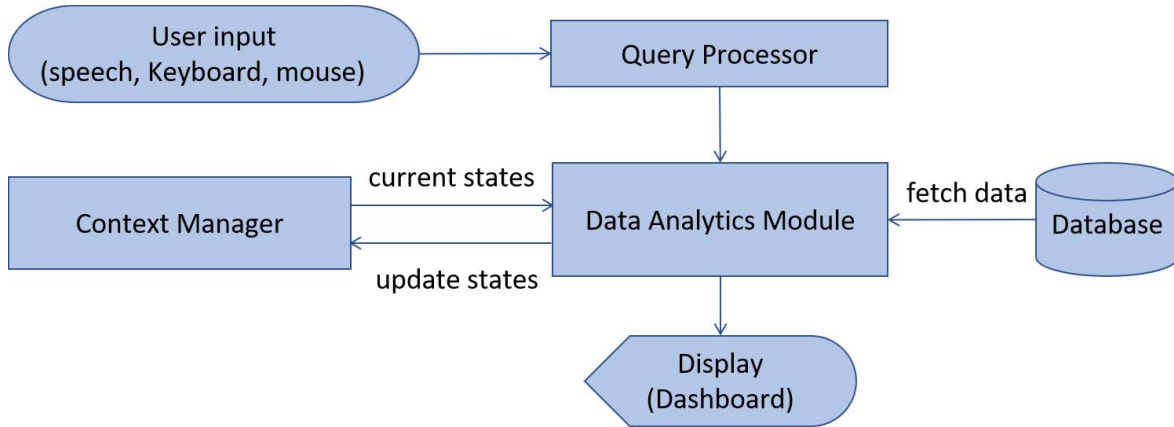 User input
(speech, Keyboard, mouse)
Query Processor
current states
Context Manager
update states
Data Analytics Module
fetch data
Database
Display
(Dashboard)